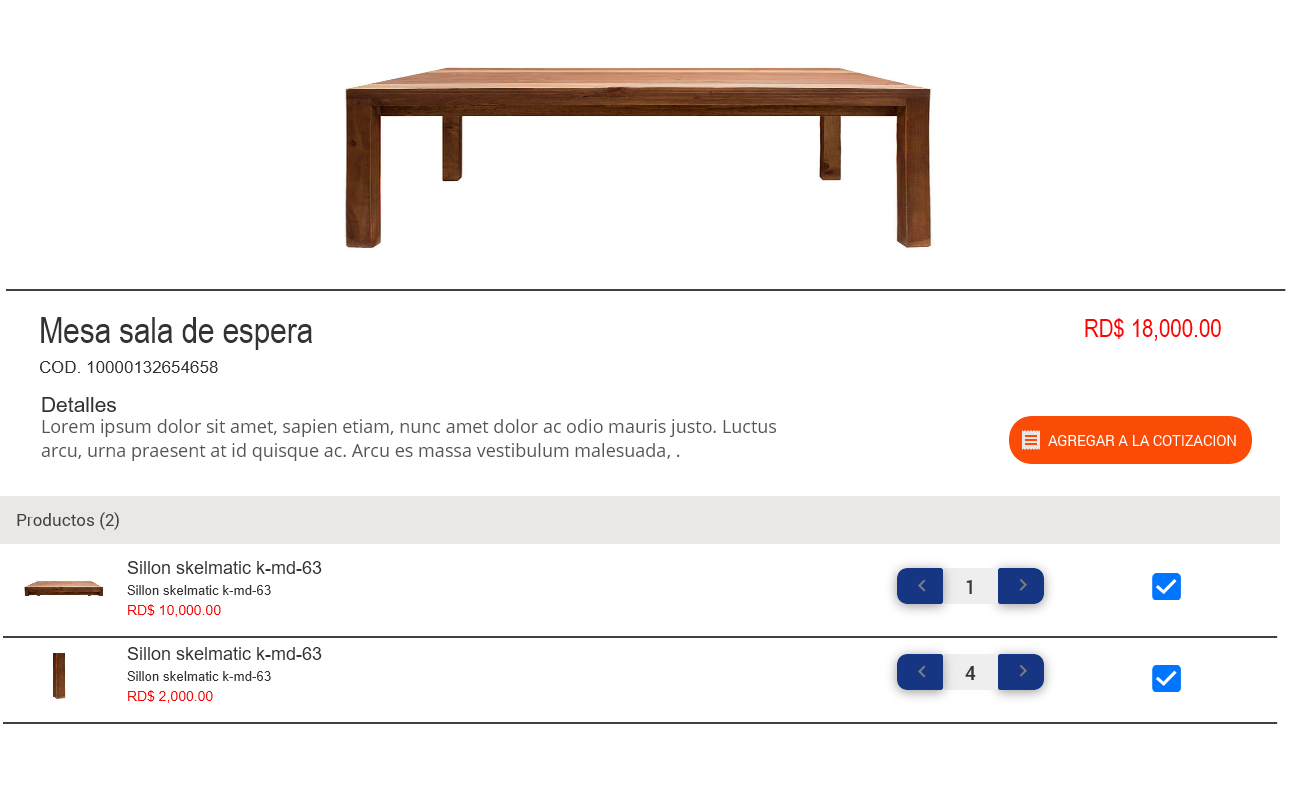 Mesa sala de espera
RD$ 18,000.00
COD. 10000132654658
Detalles
Lorem ipsum dolor sit amet, sapien etiam, nunc amet dolor ac odio mauris justo. Luctus
arcu, urna praesent at id quisque ac. Arcu es massa vestibulum malesuada, .
AGREGAR A LA COTIZACION
Productos (2)
Sillon skelmatic k-md-63
Sillon skelmatic k-md-63
RD$ 10,000.00
1
Sillon skelmatic k-md-63
Sillon skelmatic k-md-63
RD$ 2,000.00
4